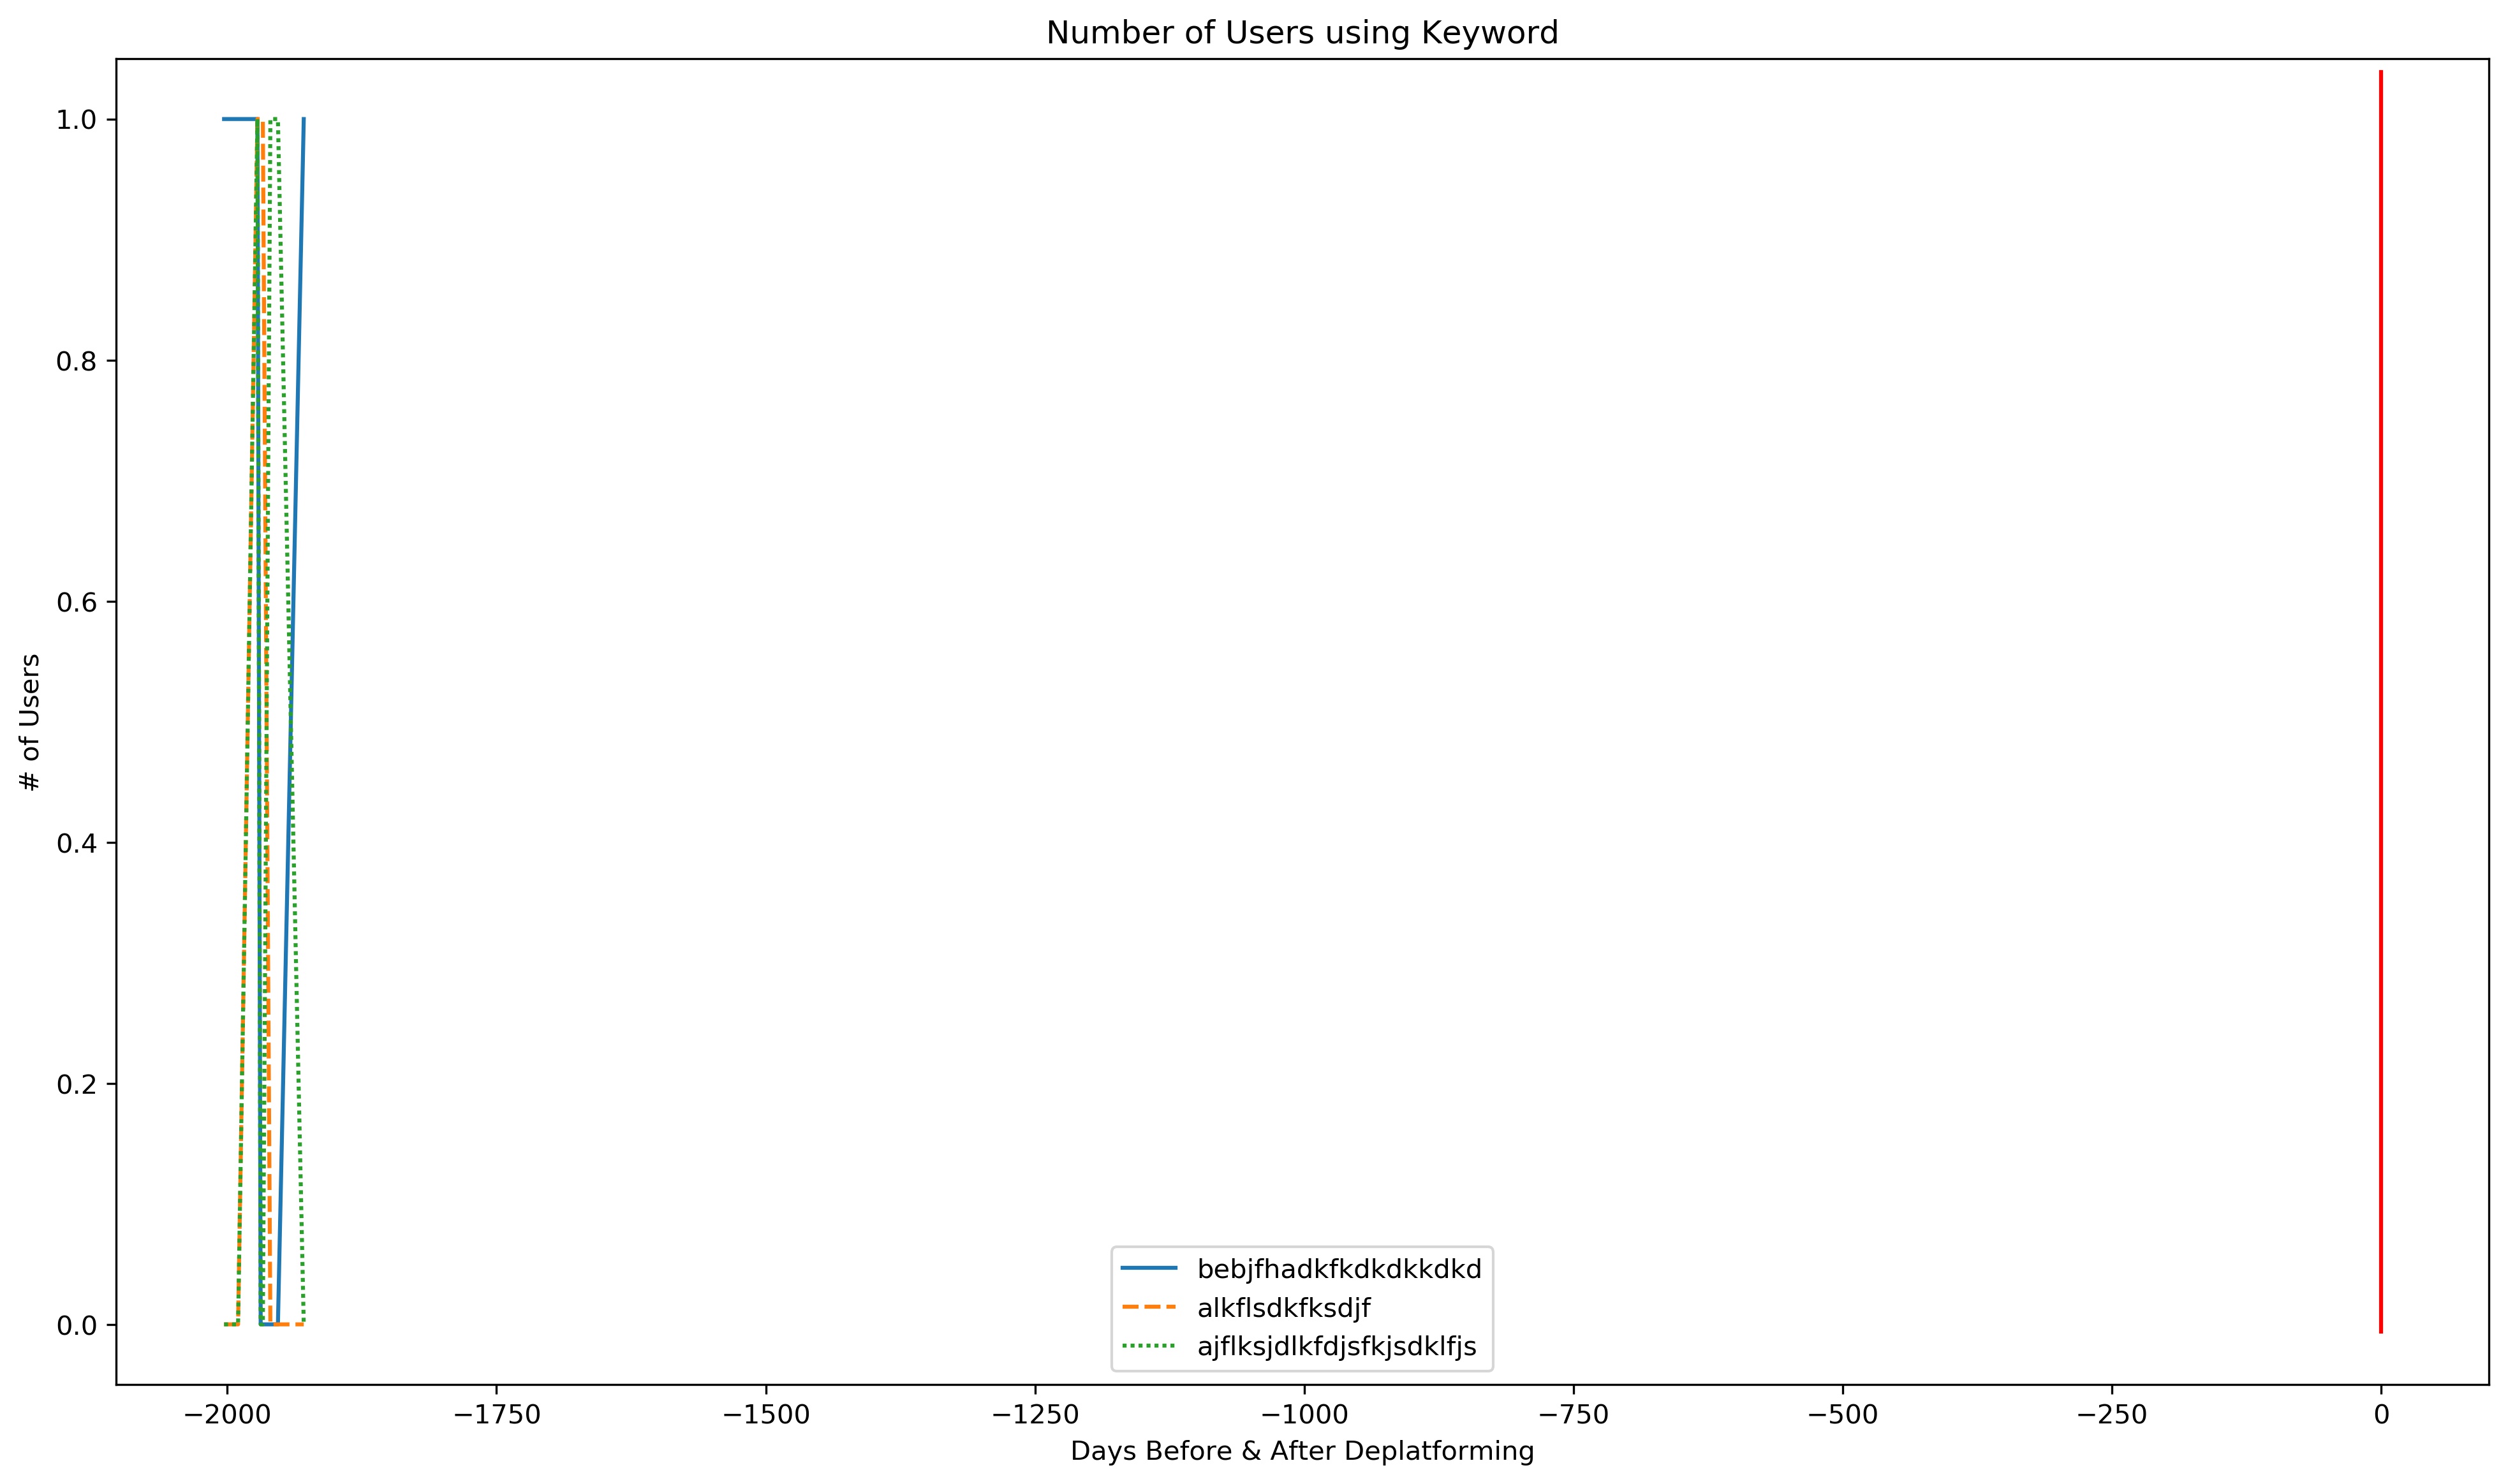 Number of Users using Keyword
1.0
0.8
0.6
0.4
0.2
0.0
# of Users
bebjfhadkfkdkdkkdkd
alkflsdkfksdjf
ajflksjdlkfdjsfkjsdklfjs
−2000 −1750 −1500 −1250 −1000 −750 −500 −250 0
Days Before & After Deplatforming